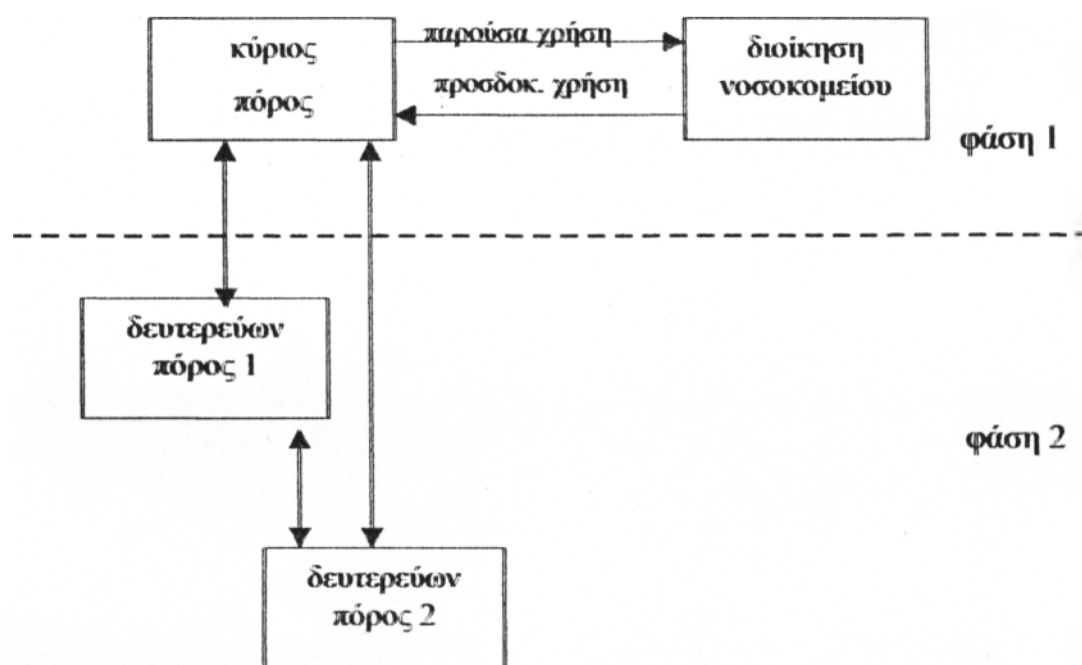 κύριος
πόρος
παρούσα χρήση
προσδοκ. χρήση
διοίκηση
νοσοκομείου
φάση 1
δευτερεύων
πόρος 1
φάση 2
δευτερεύων
πόρος 2